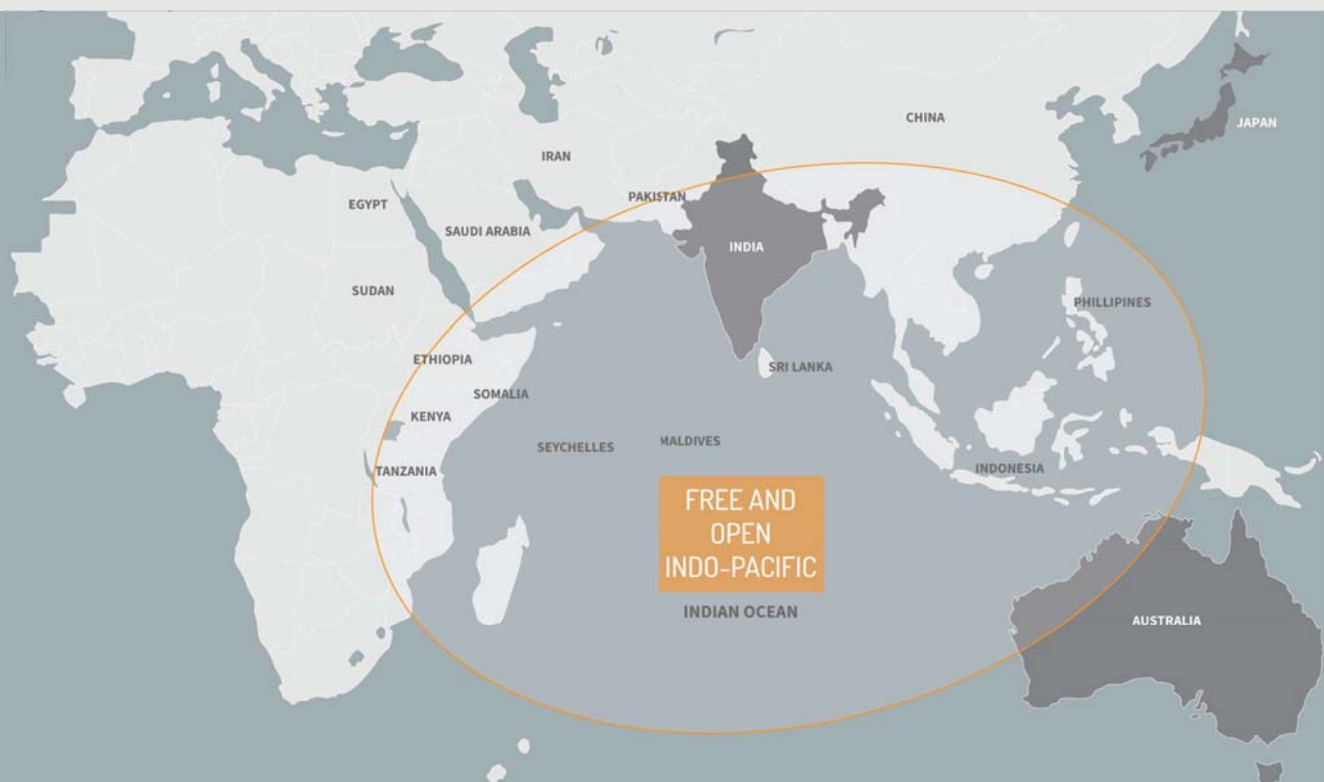 CHINA
JAPAN
IRAN
PAKISTAN
EGYPT
SAUDI ARABIA
INDIA
SUDAN
PHILLIPINES
ETHIOPIA
SRI LANKA
SOMALIA
KENYA
SEYCHELLES
MALDIVES
TANZANIA
INDONESIA
FREE AND
OPEN
INDO-PACIFIC
INDIAN OCEAN
AUSTRALIA